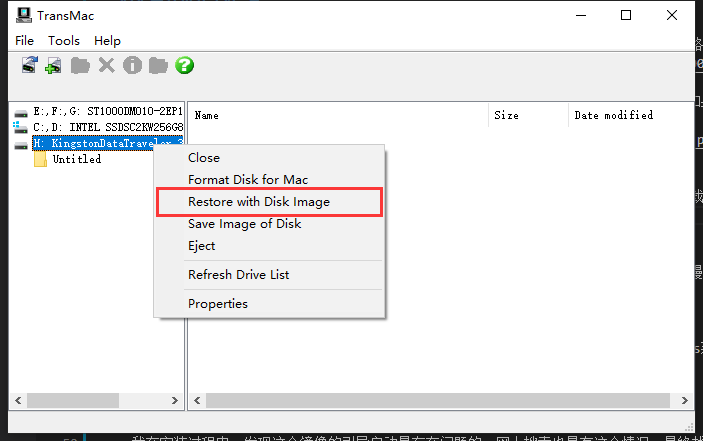 TransMac
File Tools Help
E:,F:,G: ST1000DM010-2EP1
C:,D: INTEL SSDSC2KW256G8
H: KingstonDataTraveler 3
Untitled
Name Size Date modified
Close
Format Disk for Mac
Restore with Disk Image
Save Image of Disk
Eject
Refresh Drive List
Properties